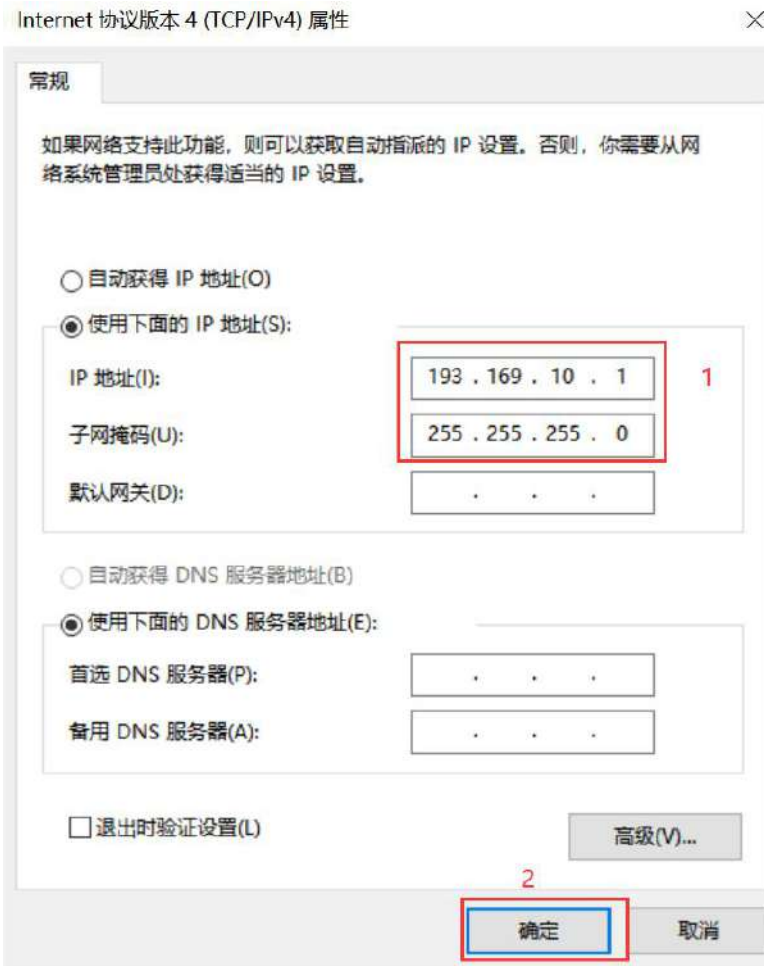 Internet 协议版本 4 (TCP/IPv4) 属性
常规
如果网络支持此功能，则可以获取自动指派的 IP 设置。否则，你需要从网
络系统管理员处获得适当的 IP 设置。
自动获得 IP 地址(O)
使用下面的 IP 地址(S):
IP 地址(I):
193 . 169 . 10 . 1
1
子网掩码(U):
255 . 255 . 255 . 0
默认网关(D):
. . .
自动获得 DNS 服务器地址(B)
使用下面的 DNS 服务器地址(E):
首选 DNS 服务器(P):
. . .
备用 DNS 服务器(A):
. . .
退出时验证设置(L)
高级(V)...
2
确定
取消